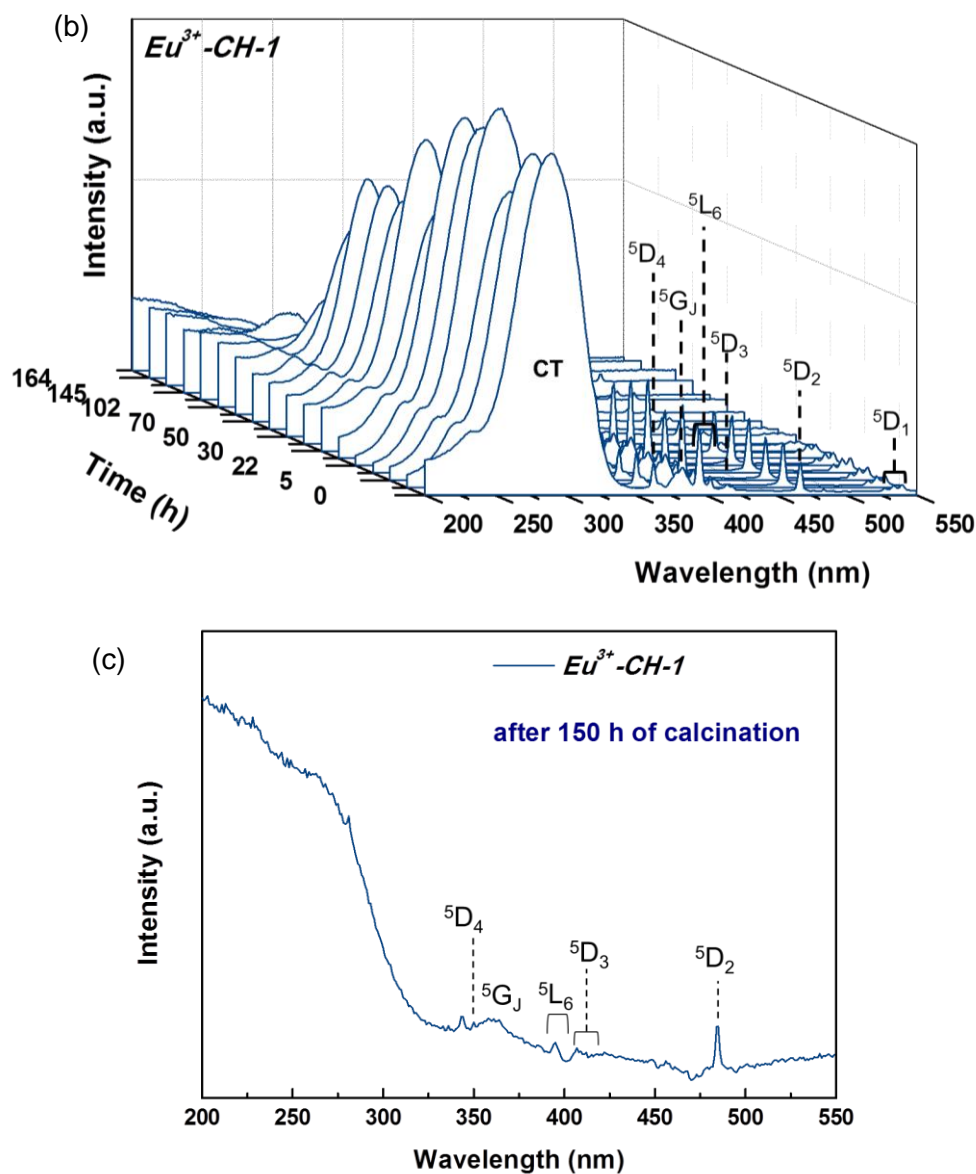 (b)
Eu³⁺-CH-1
Intensity (a.u.)
⁵L₆
⁵D₄
⁵G_J
⁵D₃
⁵D₂
⁵D₁
CT
164 145 102 70 50 30 22 5 0
Time (h)
200 250 300 350 400 450 500 550
Wavelength (nm)
(c)
Eu³⁺-CH-1
after 150 h of calcination
Intensity (a.u.)
⁵D₄
⁵G_J
⁵L₆
⁵D₃
⁵D₂
200 250 300 350 400 450 500 550
Wavelength (nm)